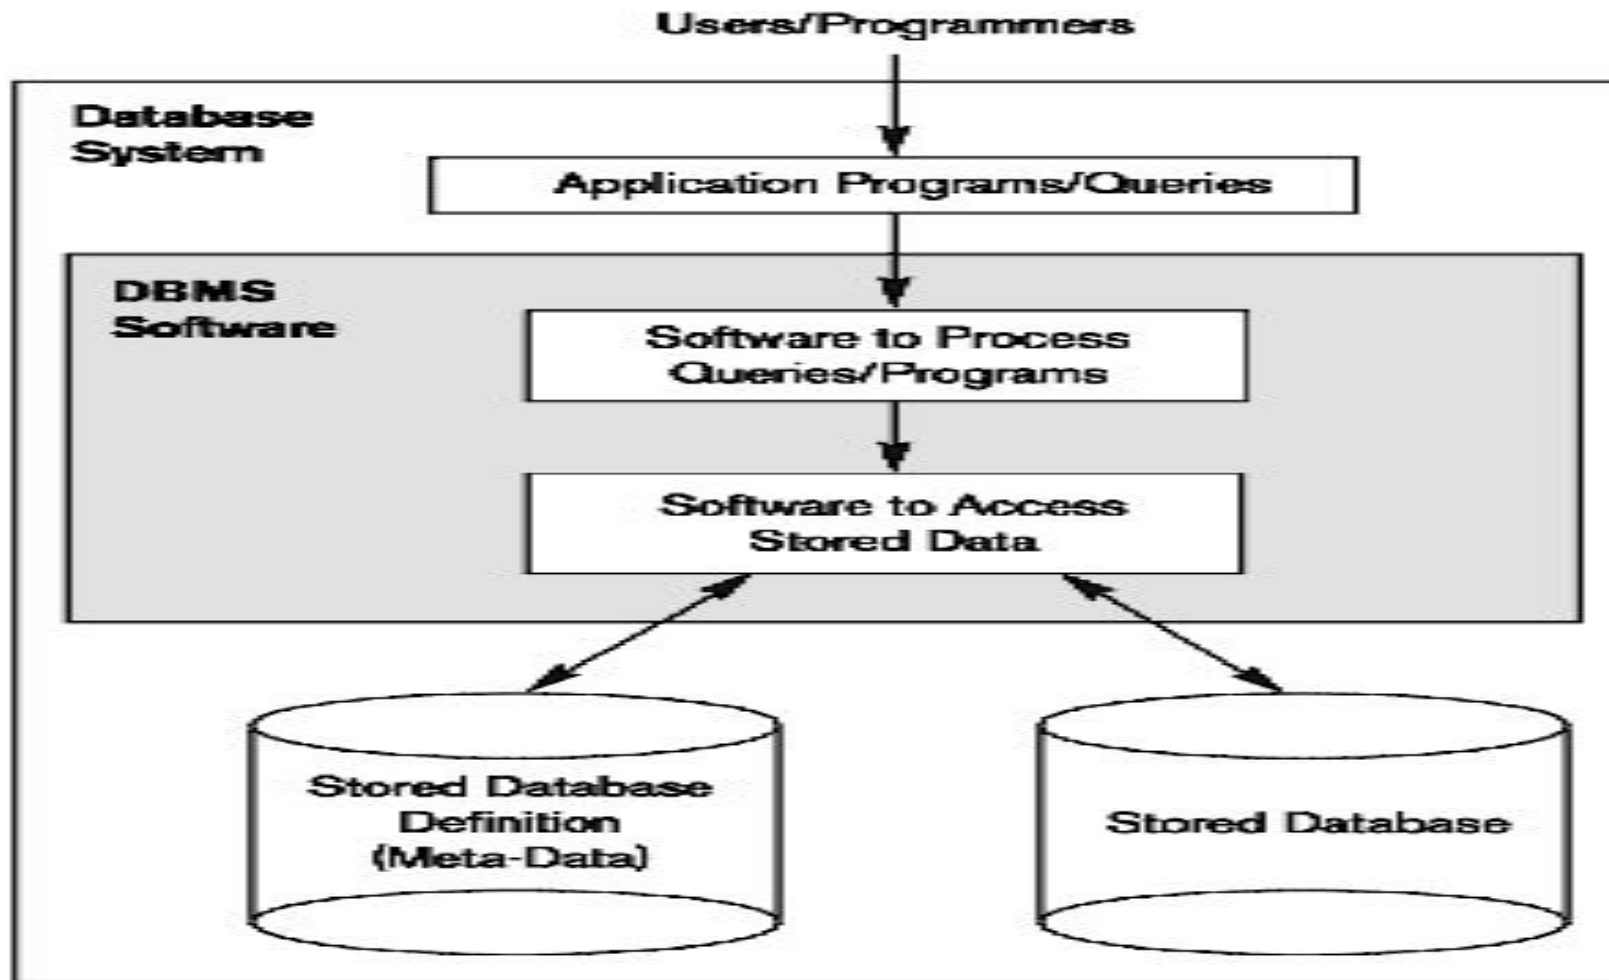 Users/Programmers
Database
System
Application Programs/Queries
DBMS
Software
Software to Process
Queries/Programs
Software to Access
Stored Data
Stored Database
Definition
(Meta-Data)
Stored Database